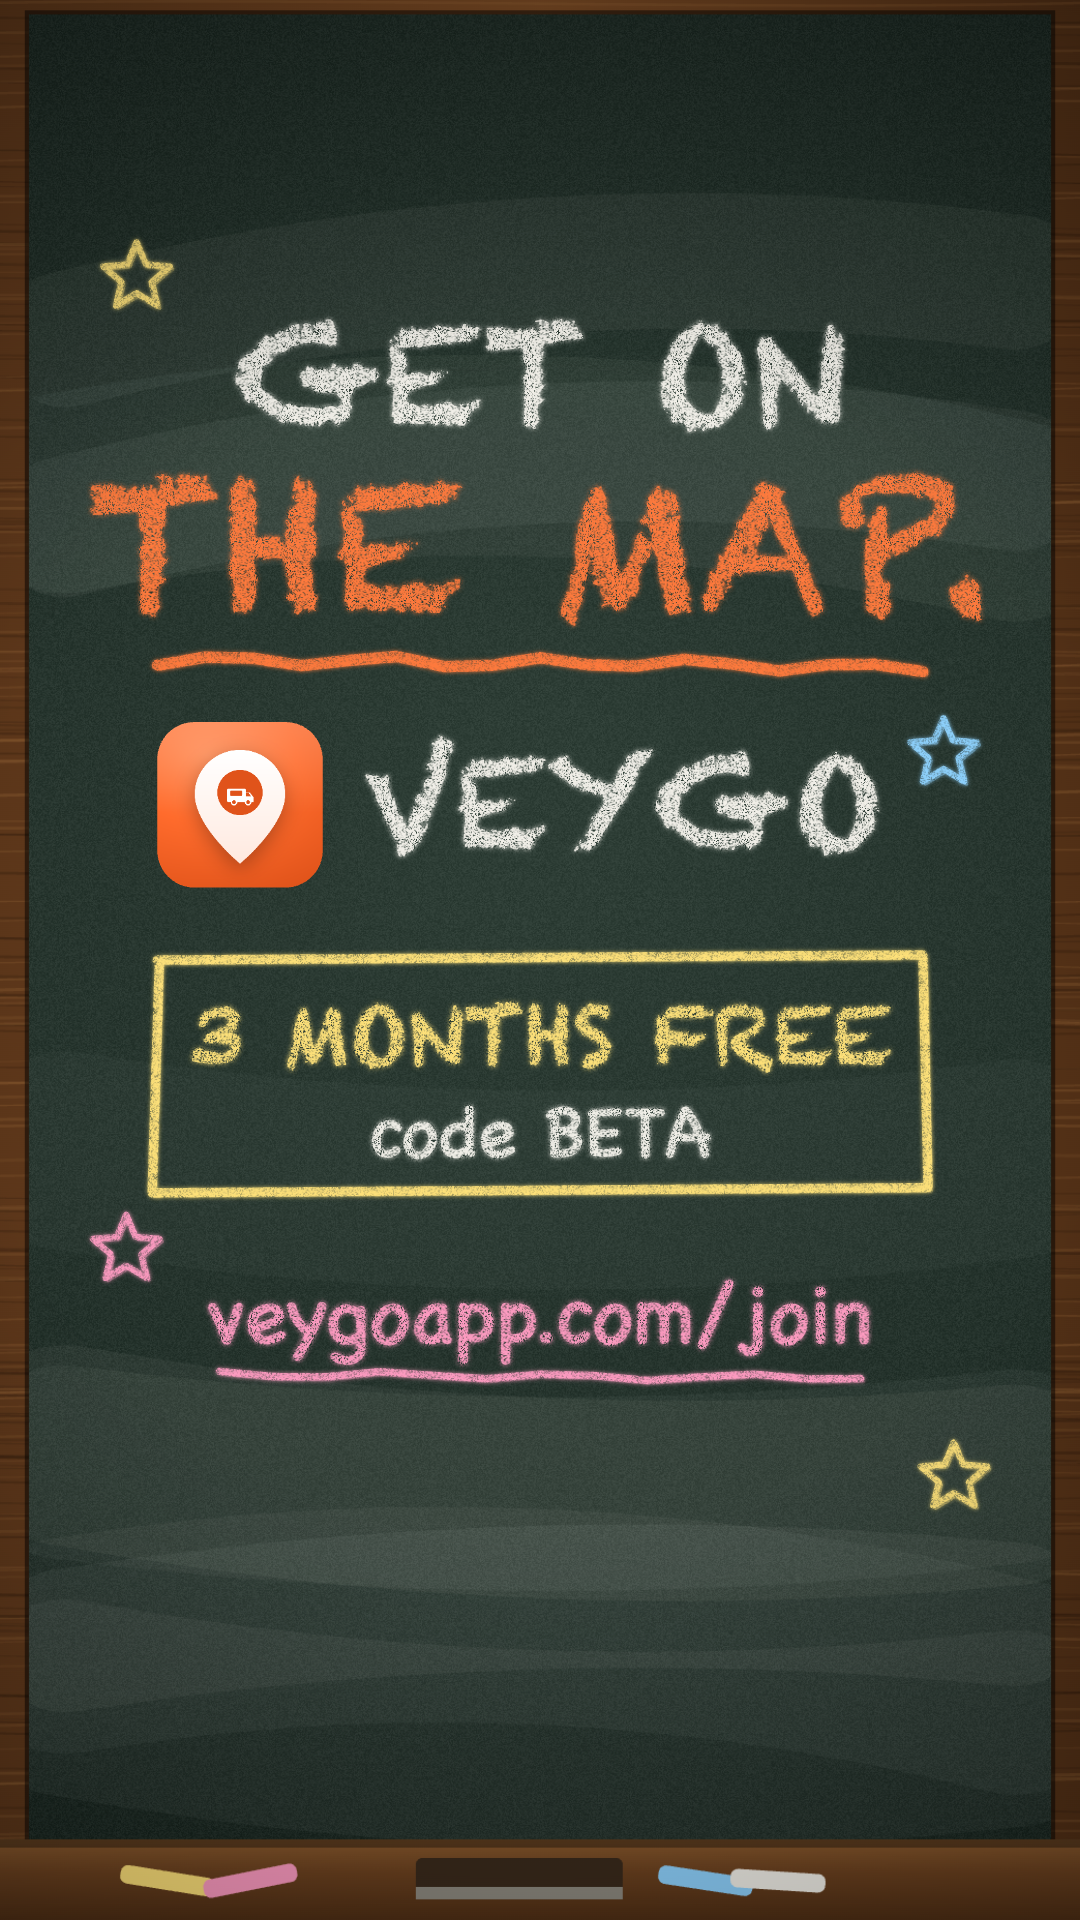 GET ON
THE MAP.
VEYGO
3 MONTHS FREE
code BETA
veygoapp.com/join